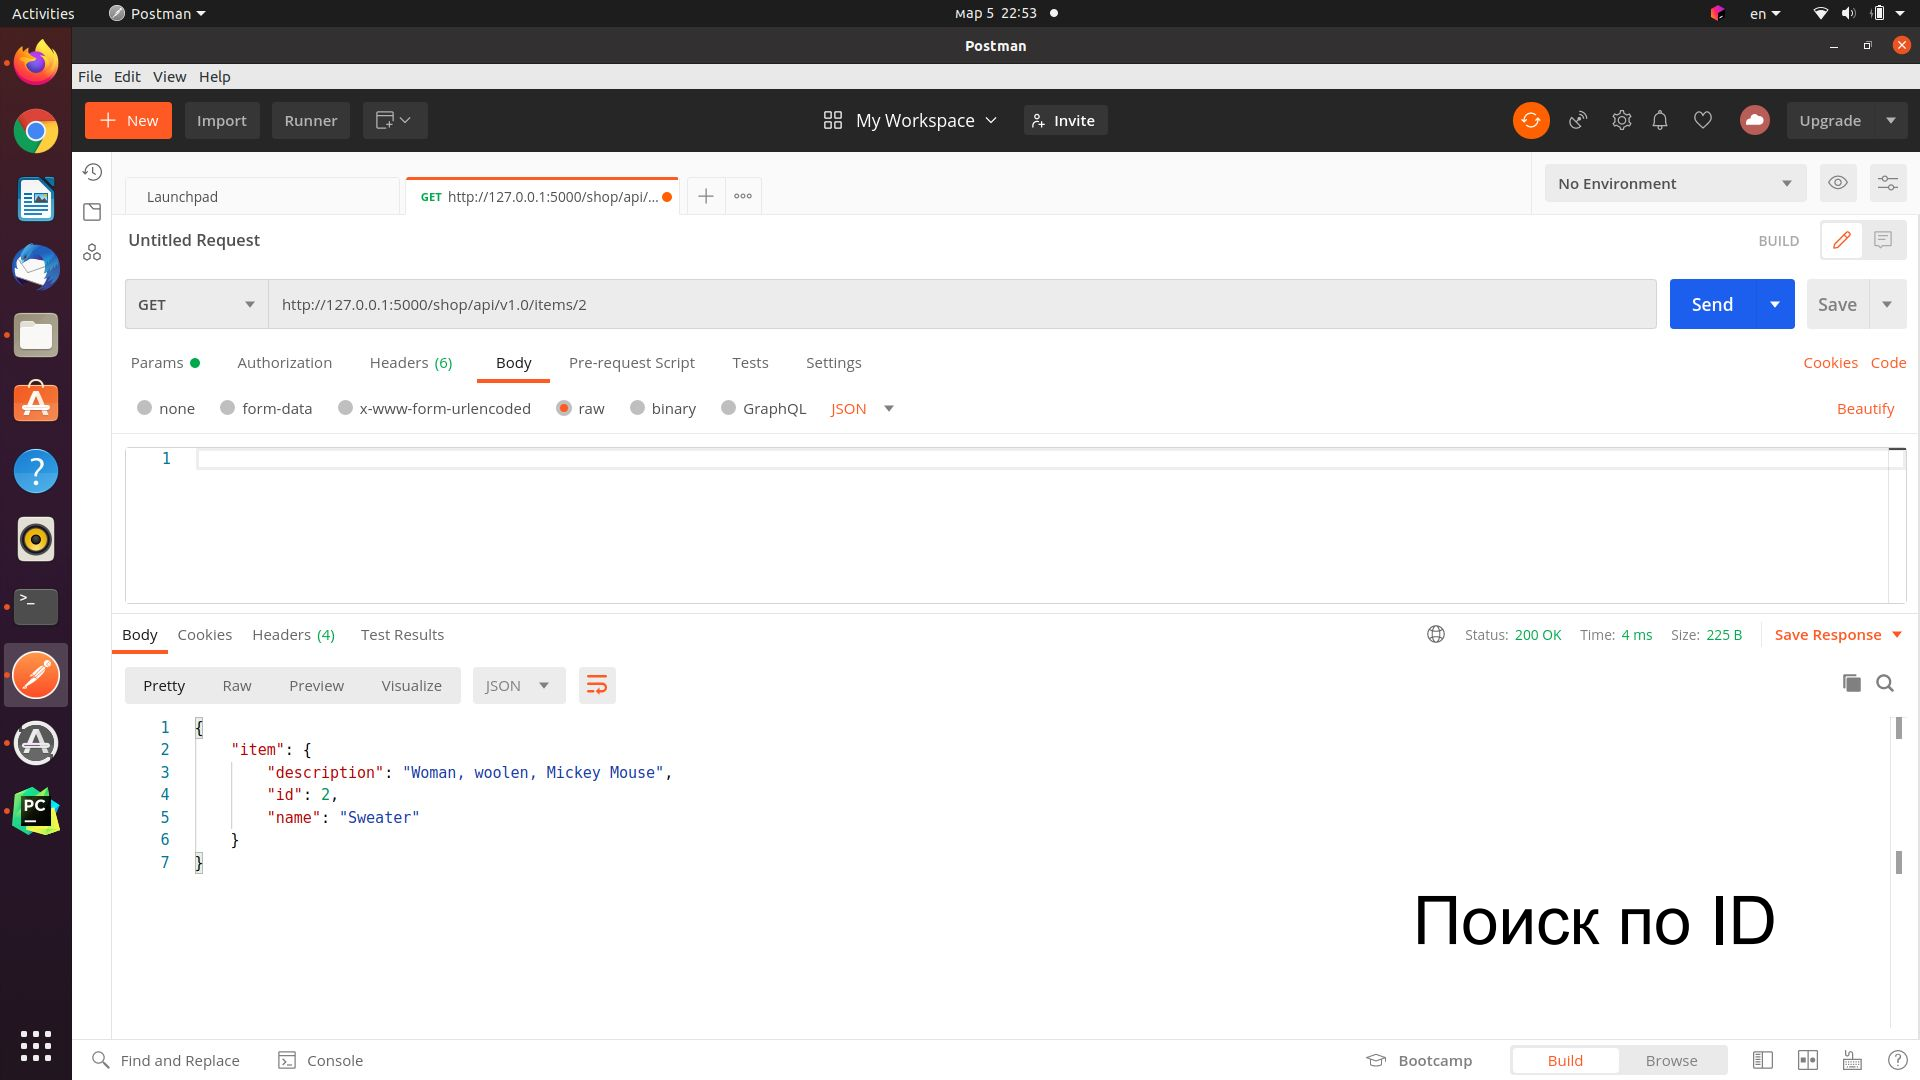 Activities Postman мар 5 22:53 en
Postman
File Edit View Help
New Import Runner My Workspace Invite Upgrade
Launchpad GET http://127.0.0.1:5000/shop/api/... No Environment
Untitled Request BUILD
GET http://127.0.0.1:5000/shop/api/v1.0/items/2 Send Save
Params Authorization Headers (6) Body Pre-request Script Tests Settings Cookies Code
none form-data x-www-form-urlencoded raw binary GraphQL JSON Beautify
1
Body Cookies Headers (4) Test Results Status: 200 OK Time: 4 ms Size: 225 B Save Response
Pretty Raw Preview Visualize JSON
1 {
2 "item": {
3 "description": "Woman, woolen, Mickey Mouse",
4 "id": 2,
5 "name": "Sweater"
6 }
7 }
Поиск по ID
Find and Replace Console Bootcamp Build Browse